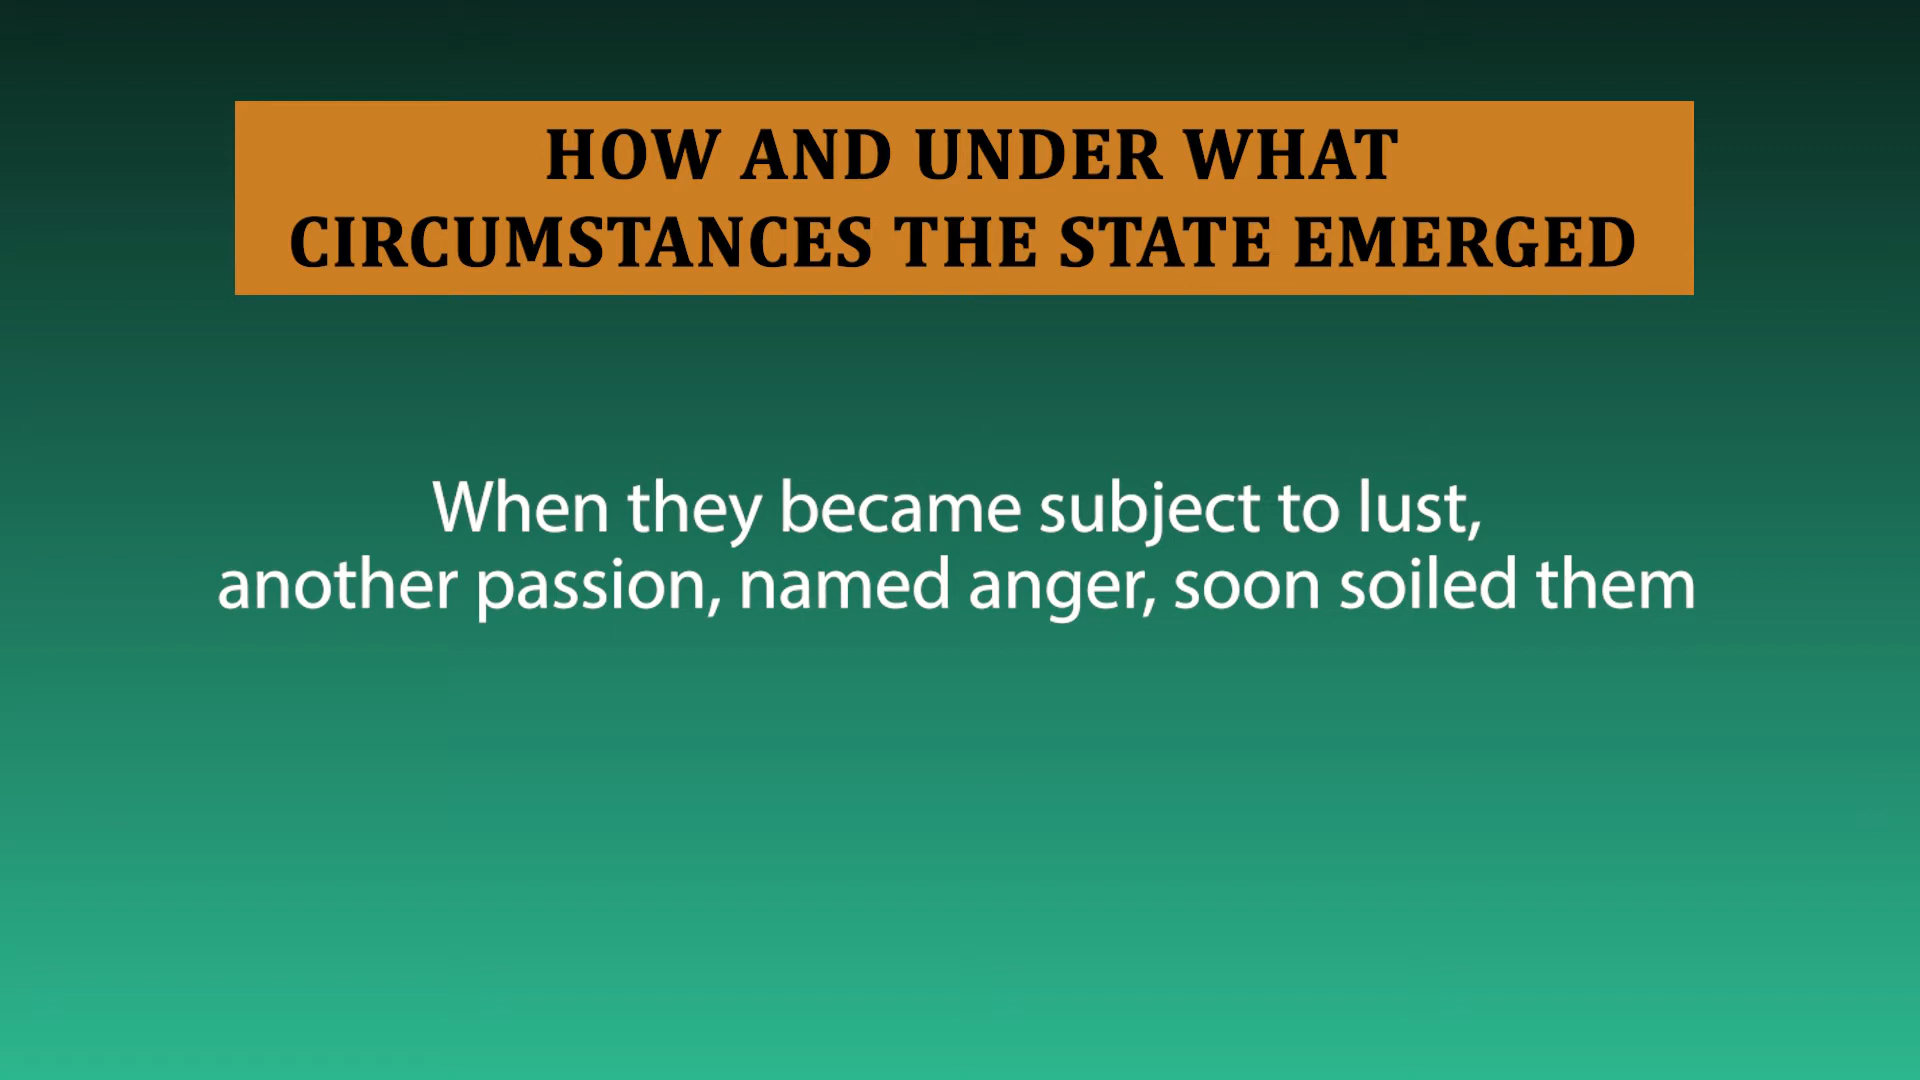 HOW AND UNDER WHAT
CIRCUMSTANCES THE STATE EMERGED
When they became subject to lust,
another passion, named anger, soon soiled them